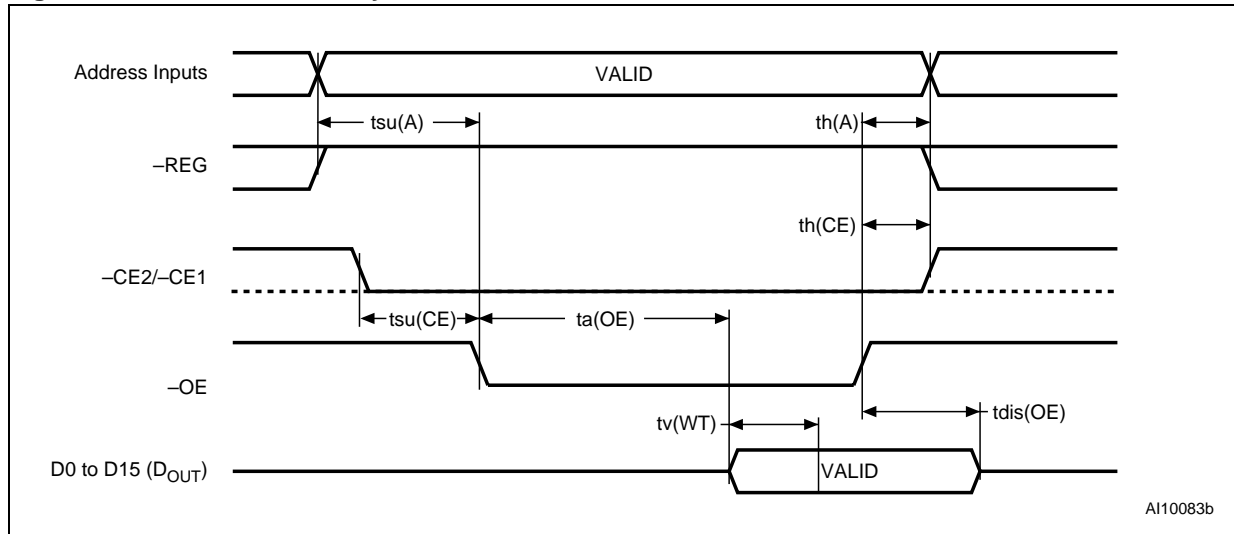 Address Inputs
VALID
tsu(A)
th(A)
–REG
th(CE)
–CE2/–CE1
tsu(CE)
ta(OE)
–OE
tv(WT)
tdis(OE)
D0 to D15 (DOUT)
VALID
AI10083b